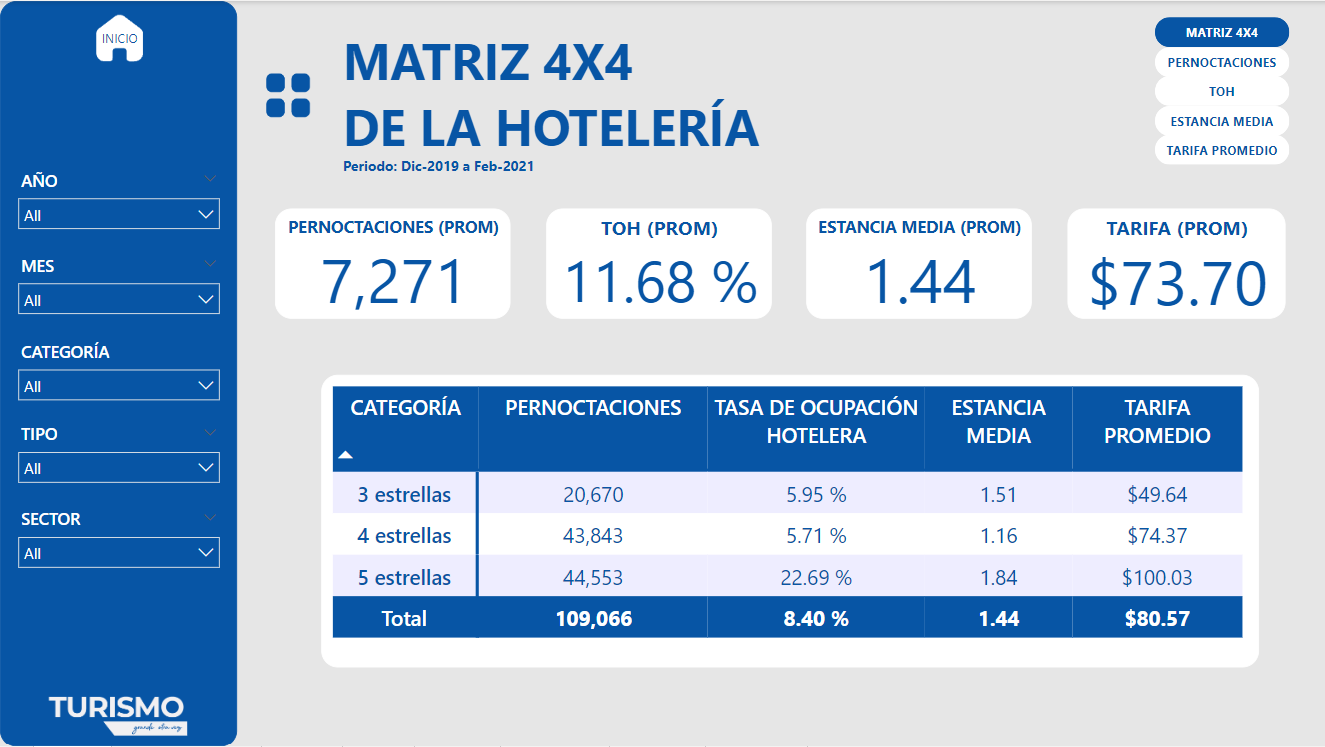 INICIO
AÑO
All
MES
All
CATEGORÍA
All
TIPO
All
SECTOR
All
TURISMO
grande otra vez
MATRIZ 4X4
DE LA HOTELERÍA
Periodo: Dic-2019 a Feb-2021
MATRIZ 4X4
PERNOCTACIONES
TOH
ESTANCIA MEDIA
TARIFA PROMEDIO
PERNOCTACIONES (PROM)
7,271
TOH (PROM)
11.68 %
ESTANCIA MEDIA (PROM)
1.44
TARIFA (PROM)
$73.70
CATEGORÍA PERNOCTACIONES TASA DE OCUPACIÓN HOTELERA ESTANCIA MEDIA TARIFA PROMEDIO
3 estrellas 20,670 5.95 % 1.51 $49.64
4 estrellas 43,843 5.71 % 1.16 $74.37
5 estrellas 44,553 22.69 % 1.84 $100.03
Total 109,066 8.40 % 1.44 $80.57